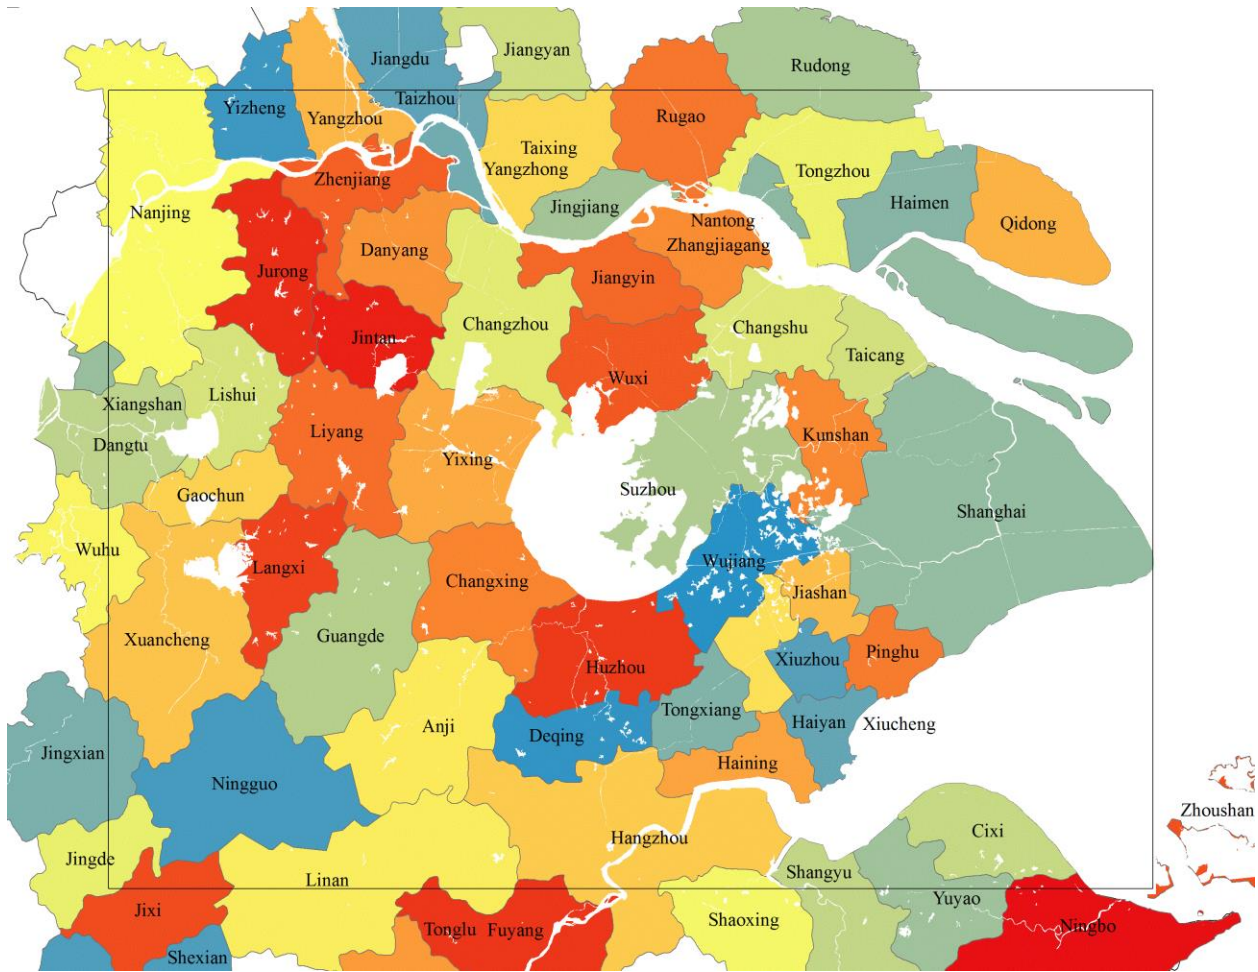 Jiangdu
Jiangyan
Rudong
Yizheng
Taizhou
Yangzhou
Rugao
Taixing
Yangzhong
Tongzhou
Zhenjiang
Nanjing
Jingjiang
Haimen
Nantong
Qidong
Danyang
Zhangjiagang
Jurong
Jiangyin
Jintan
Changzhou
Changshu
Taicang
Wuxi
Lishui
Xiangshan
Dangtu
Liyang
Kunshan
Yixing
Gaochun
Suzhou
Shanghai
Wuhu
Langxi
Wujiang
Changxing
Jiashan
Xuancheng
Guangde
Huzhou
Xiuzhou
Pinghu
Tongxiang
Haiyan
Xiucheng
Anji
Deqing
Jingxian
Haining
Ningguo
Zhoushan
Hangzhou
Cixi
Jingde
Linan
Shangyu
Jixi
Yuyao
Shaoxing
Tonglu
Fuyang
Ningbo
Shexian